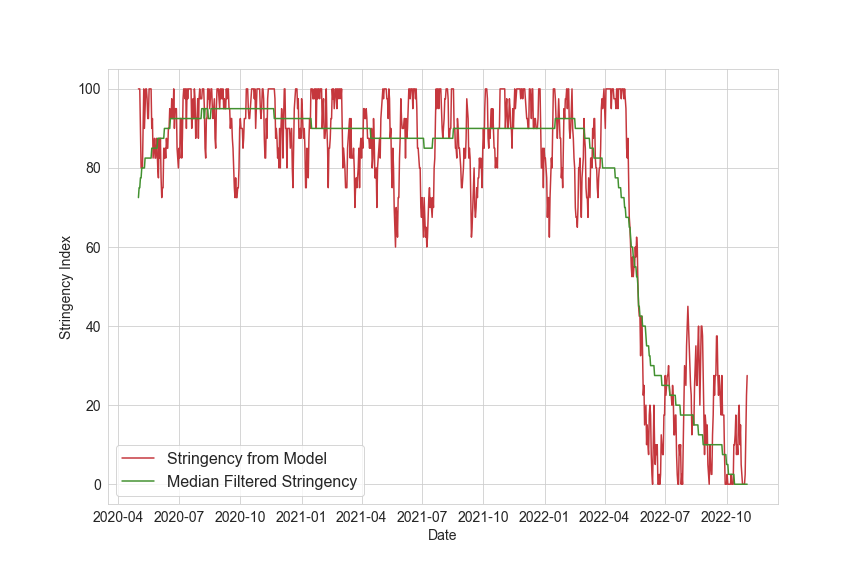 100
80
60
40
20
0
Stringency Index
Stringency from Model
Median Filtered Stringency
2020-04 2020-07 2020-10 2021-01 2021-04 2021-07 2021-10 2022-01 2022-04 2022-07 2022-10
Date